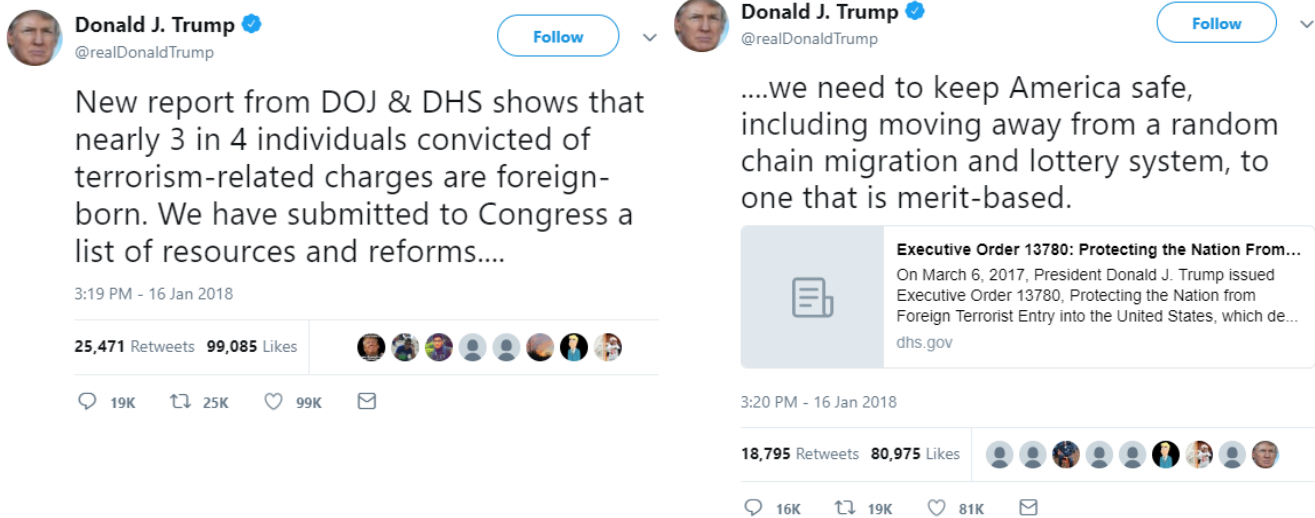 Donald J. Trump
@realDonaldTrump
Follow
New report from DOJ & DHS shows that
nearly 3 in 4 individuals convicted of
terrorism-related charges are foreign-
born. We have submitted to Congress a
list of resources and reforms....
3:19 PM - 16 Jan 2018
25,471 Retweets 99,085 Likes
19K 25K 99K
Donald J. Trump
@realDonaldTrump
Follow
....we need to keep America safe,
including moving away from a random
chain migration and lottery system, to
one that is merit-based.
Executive Order 13780: Protecting the Nation From...
On March 6, 2017, President Donald J. Trump issued
Executive Order 13780, Protecting the Nation from
Foreign Terrorist Entry into the United States, which de...
dhs.gov
3:20 PM - 16 Jan 2018
18,795 Retweets 80,975 Likes
16K 19K 81K